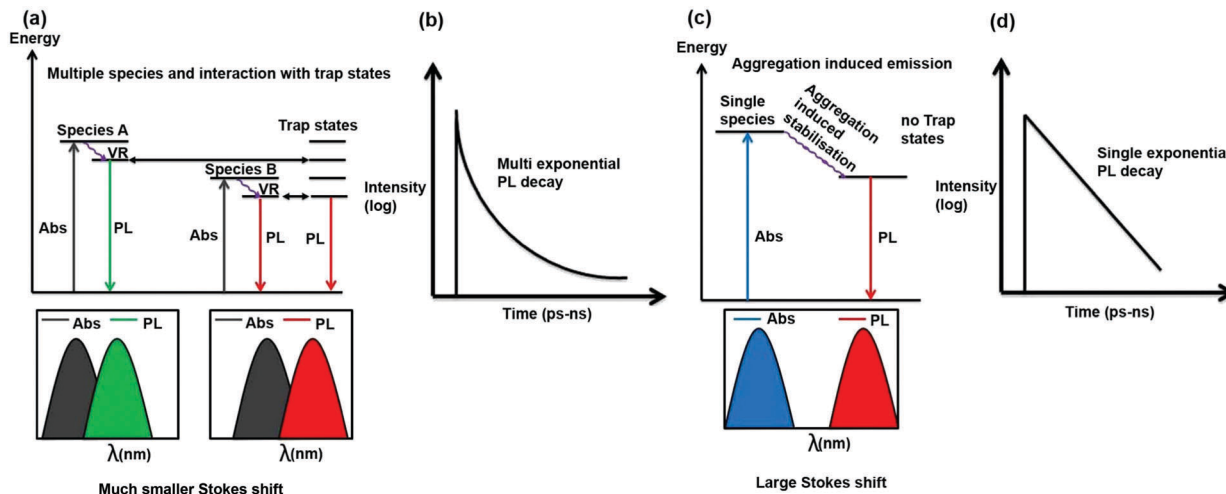 (a)
Energy
Multiple species and interaction with trap states
Species A
Trap states
VR
Species B
VR
Abs
PL
Abs
PL
PL
Abs
PL
Abs
PL
λ(nm)
λ(nm)
Much smaller Stokes shift
(b)
Multi exponential
PL decay
Intensity
(log)
Time (ps-ns)
(c)
Energy
Aggregation induced emission
Single
species
Aggregation
induced
stabilisation
no Trap
states
Abs
PL
Abs
PL
λ(nm)
Large Stokes shift
(d)
Single exponential
PL decay
Intensity
(log)
Time (ps-ns)